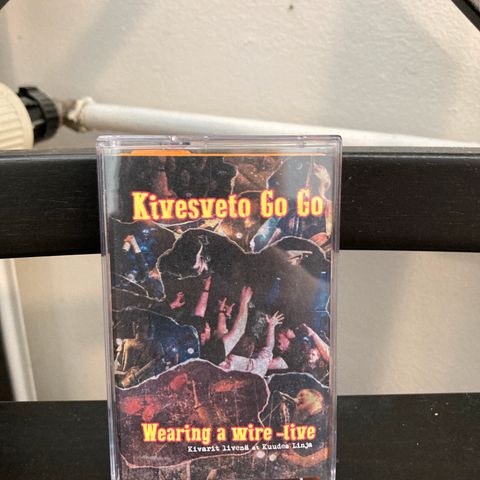 Kivesveto Go Go
Wearing a wire -live
Kivarit livenä at Kuudes Linja